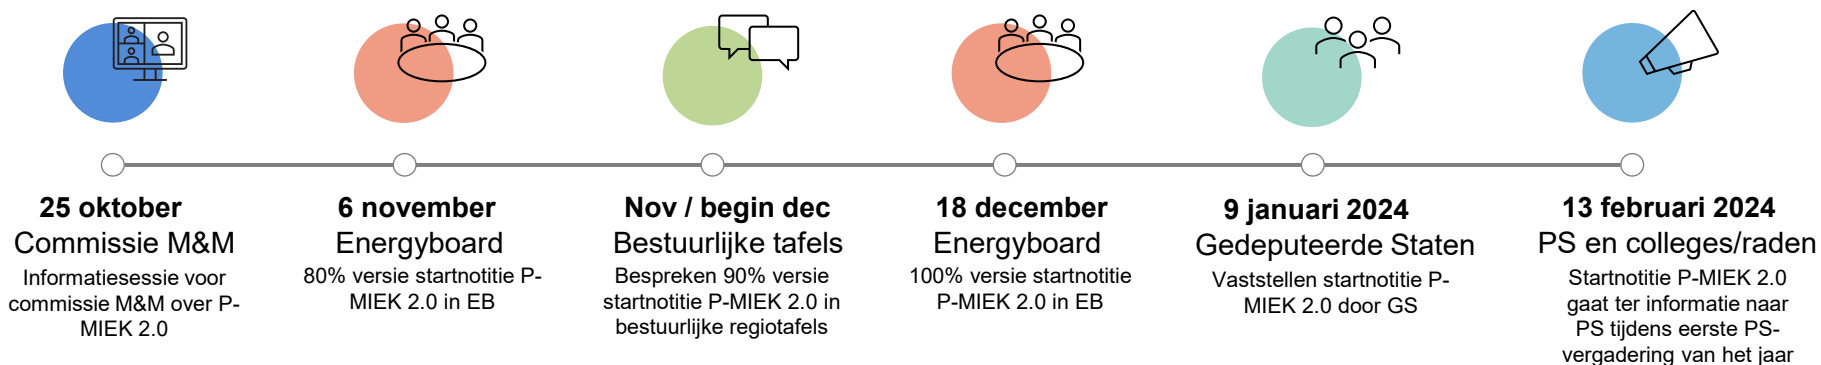 25 oktober
Commissie M&M
Informatiesessie voor
commissie M&M over P-
MIEK 2.0
6 november
Energyboard
80% versie startnotitie P-
MIEK 2.0 in EB
Nov / begin dec
Bestuurlijke tafels
Bespreken 90% versie
startnotitie P-MIEK 2.0 in
bestuurlijke regiotafels
18 december
Energyboard
100% versie startnotitie
P-MIEK 2.0 in EB
9 januari 2024
Gedeputeerde Staten
Vaststellen startnotitie P-
MIEK 2.0 door GS
13 februari 2024
PS en colleges/raden
Startnotitie P-MIEK 2.0
gaat ter informatie naar
PS tijdens eerste PS-
vergadering van het jaar